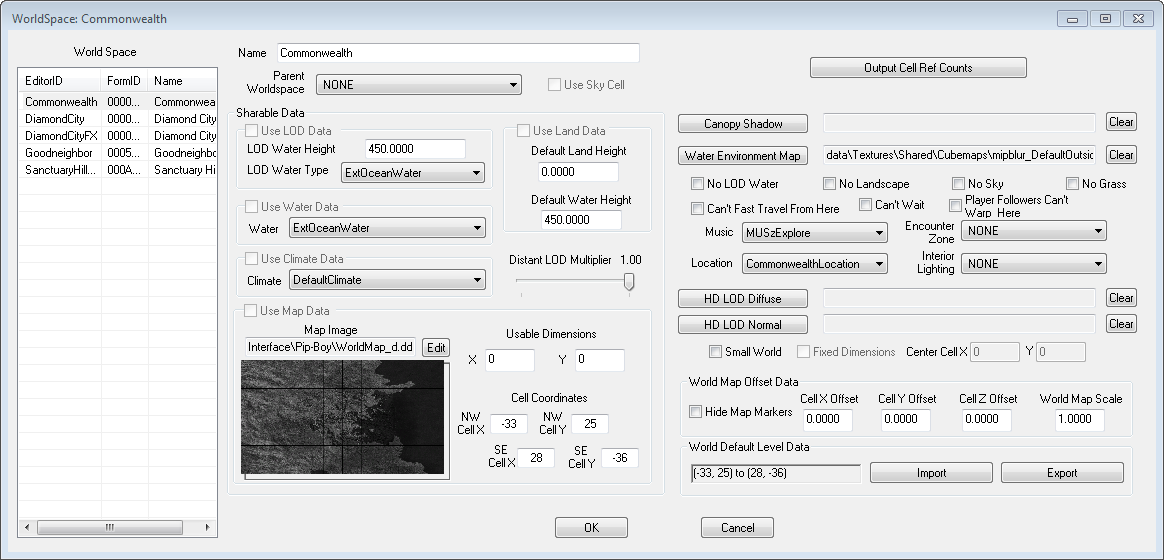 WorldSpace: Commonwealth
World Space
EditorID FormID Name
Commonwealth 0000... Commonwea
DiamondCity 0000... Diamond City
DiamondCityFX 0000... Diamond City
Goodneighbor 0005... Goodneighbo
SanctuaryHill... 000A... Sanctuary Hi
Name Commonwealth
Parent Worldspace NONE Use Sky Cell
Sharable Data
Use LOD Data
LOD Water Height 450.0000
LOD Water Type ExtOceanWater
Use Land Data
Default Land Height
0.0000
Default Water Height
450.0000
Use Water Data
Water ExtOceanWater
Use Climate Data
Climate DefaultClimate
Distant LOD Multiplier 1.00
Use Map Data
Map Image
Interface\Pip-Boy\WorldMap_d.dd Edit
Usable Dimensions
X 0 Y 0
Cell Coordinates
NW Cell X -33 NW Cell Y 25
SE Cell X 28 SE Cell Y -36
Output Cell Ref Counts
Canopy Shadow Clear
Water Environment Map data\Textures\Shared\Cubemaps\mipblur_DefaultOutsid Clear
No LOD Water No Landscape No Sky No Grass
Can't Fast Travel From Here Can't Wait Player Followers Can't Warp Here
Music MUSzExplore Encounter Zone NONE
Location CommonwealthLocation Interior Lighting NONE
HD LOD Diffuse Clear
HD LOD Normal Clear
Small World Fixed Dimensions Center Cell X 0 Y 0
World Map Offset Data
Hide Map Markers
Cell X Offset Cell Y Offset Cell Z Offset World Map Scale
0.0000 0.0000 0.0000 1.0000
World Default Level Data
(-33, 25) to (28, -36) Import Export
OK Cancel